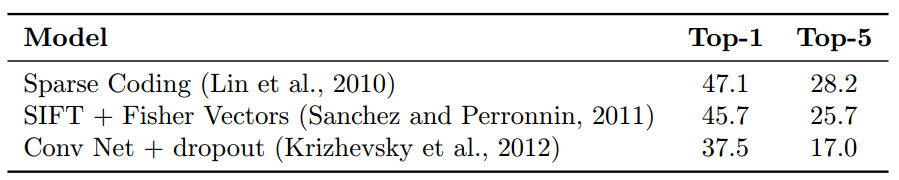 Model Top-1 Top-5
Sparse Coding (Lin et al., 2010) 47.1 28.2
SIFT + Fisher Vectors (Sanchez and Perronnin, 2011) 45.7 25.7
Conv Net + dropout (Krizhevsky et al., 2012) 37.5 17.0